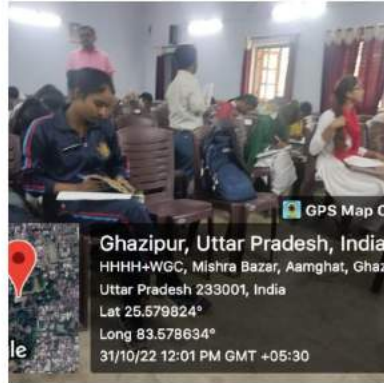 GPS Map C
Ghazipur, Uttar Pradesh, India
HHHH+WGC, Mishra Bazar, Aamghat, Ghaz
Uttar Pradesh 233001, India
Lat 25.579824°
Long 83.578634°
31/10/22 12:01 PM GMT +05:30
le